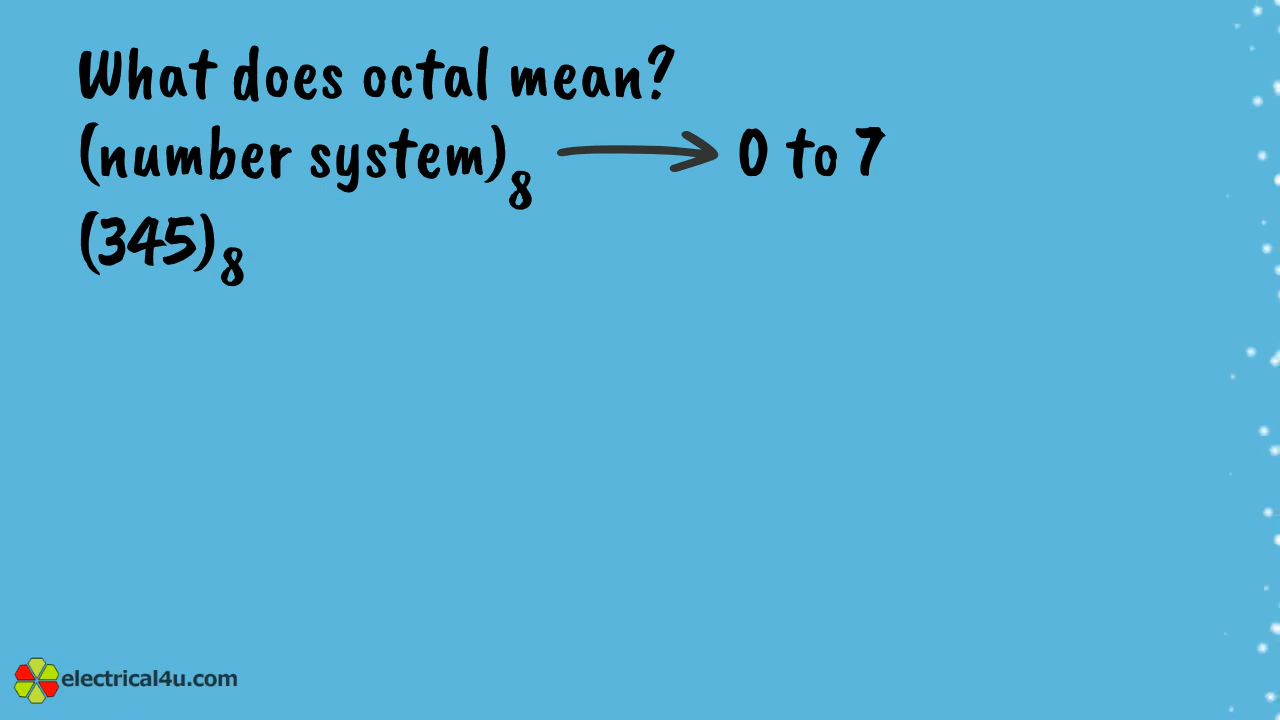 What does octal mean?
(number system)₈ ⟶ 0 to 7
(345)₈
electrical4u.com